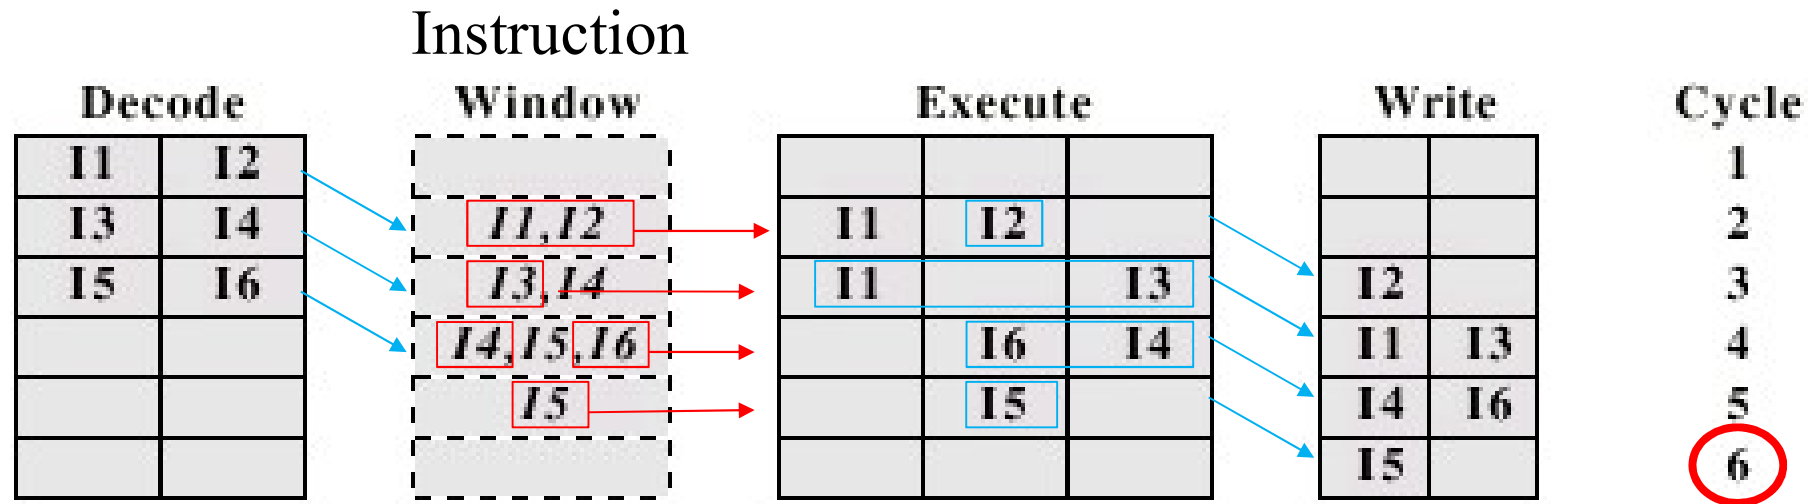 Instruction
Decode Window Execute Write Cycle
I1 I2 1
I3 I4 I1,I2 I1 I2 2
I5 I6 I3,I4 I1 I3 I2 3
I4,I5,I6 I6 I4 I1 I3 4
I5 I5 I4 I6 5
I5 6